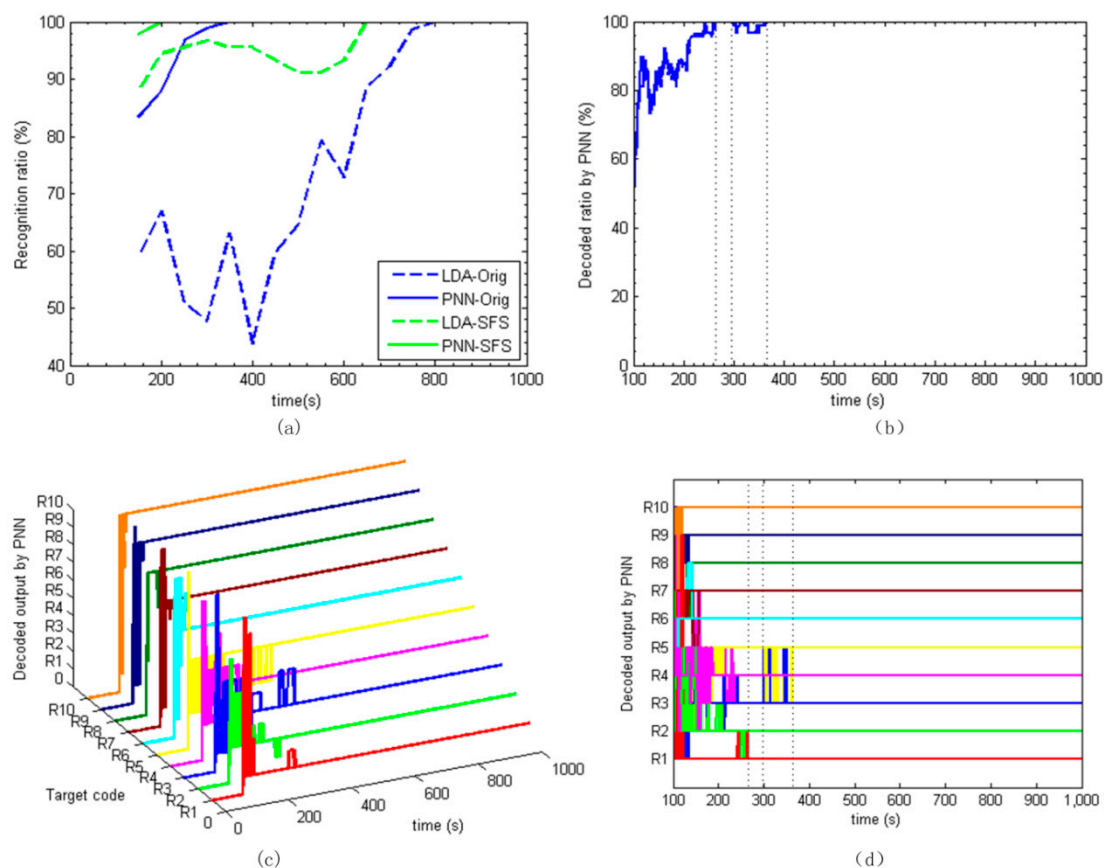 100
90
80
70
60
50
40
Recognition ratio (%)
LDA-Orig
PNN-Orig
LDA-SFS
PNN-SFS
0
200
400
600
800
1000
time(s)
(a)
100
80
60
40
20
0
Decoded ratio by PNN (%)
100
200
300
400
500
600
700
800
900
1000
time (s)
(b)
R10
R9
R8
R7
R6
R5
R4
R3
R2
R1
0
Decoded output by PNN
R10
R9
R8
R7
R6
R5
R4
R3
R2
R1
0
Target code
0
200
400
600
800
1000
time (s)
(c)
R10
R9
R8
R7
R6
R5
R4
R3
R2
R1
Decoded output by PNN
100
200
300
400
500
600
700
800
900
1,000
time (s)
(d)